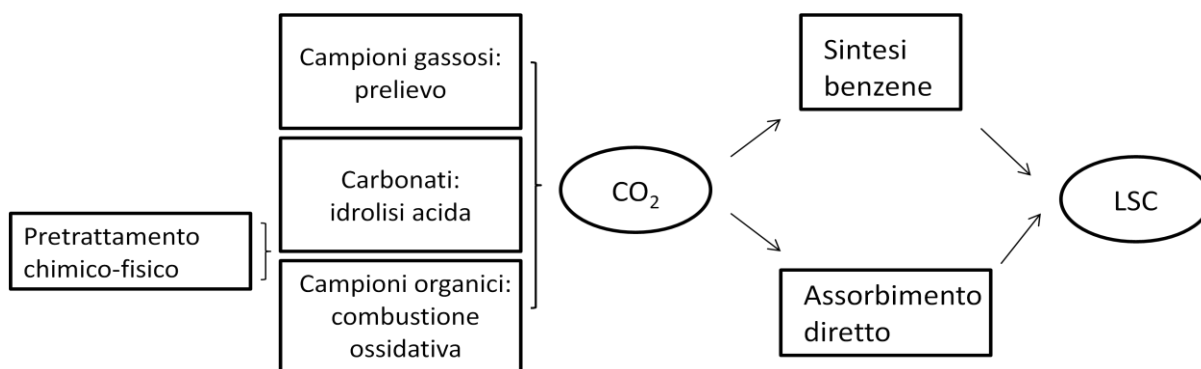 Pretrattamento
chimico-fisico
Campioni gassosi:
prelievo
Carbonati:
idrolisi acida
Campioni organici:
combustione
ossidativa
CO₂
Sintesi
benzene
Assorbimento
diretto
LSC